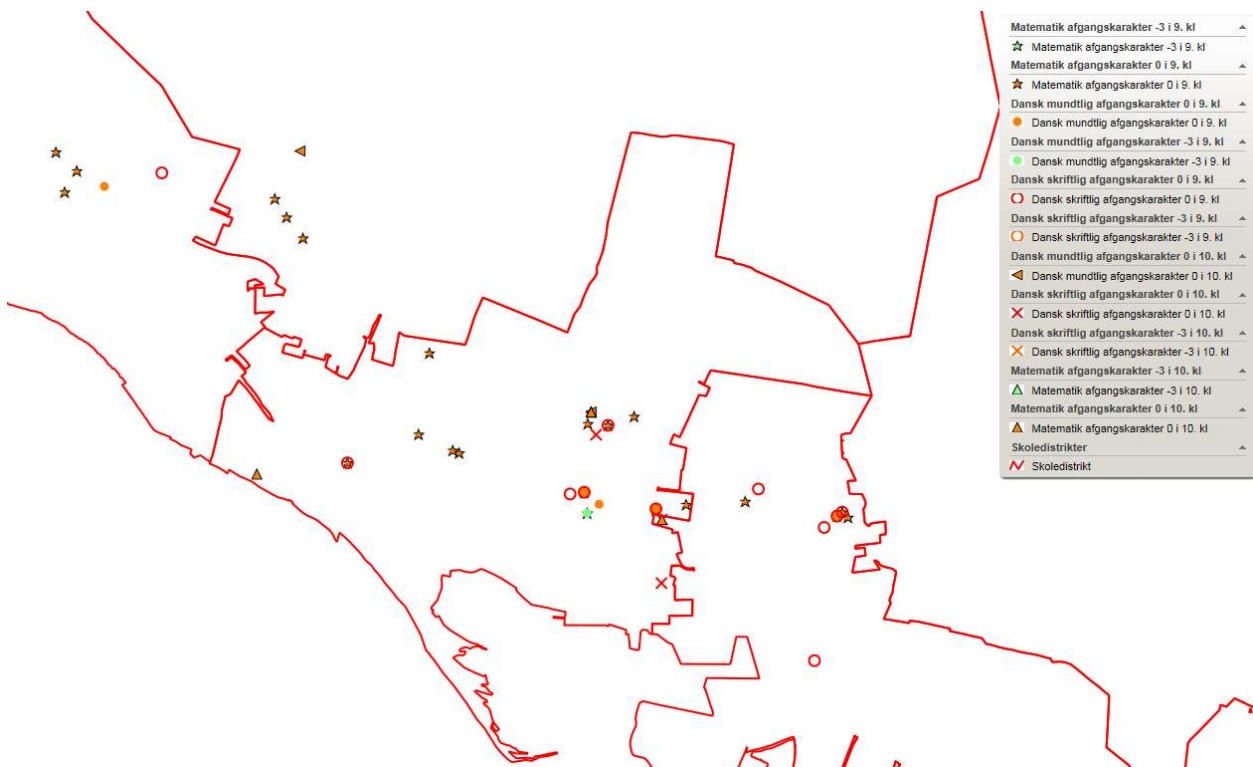 Matematik afgangskarakter -3 i 9. kl
Matematik afgangskarakter -3 i 9. kl
Matematik afgangskarakter 0 i 9. kl
Matematik afgangskarakter 0 i 9. kl
Dansk mundtlig afgangskarakter 0 i 9. kl
Dansk mundtlig afgangskarakter 0 i 9. kl
Dansk mundtlig afgangskarakter -3 i 9. kl
Dansk mundtlig afgangskarakter -3 i 9. kl
Dansk skriftlig afgangskarakter 0 i 9. kl
Dansk skriftlig afgangskarakter 0 i 9. kl
Dansk skriftlig afgangskarakter -3 i 9. kl
Dansk skriftlig afgangskarakter -3 i 9. kl
Dansk mundtlig afgangskarakter 0 i 10. kl
Dansk mundtlig afgangskarakter 0 i 10. kl
Dansk skriftlig afgangskarakter 0 i 10. kl
Dansk skriftlig afgangskarakter 0 i 10. kl
Dansk skriftlig afgangskarakter -3 i 10. kl
Dansk skriftlig afgangskarakter -3 i 10. kl
Matematik afgangskarakter -3 i 10. kl
Matematik afgangskarakter -3 i 10. kl
Matematik afgangskarakter 0 i 10. kl
Matematik afgangskarakter 0 i 10. kl
Skoledistrikter
Skoledistrikt